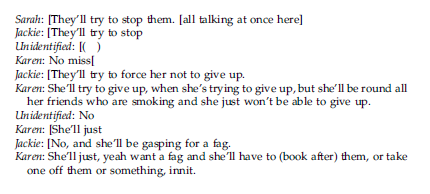 Sarah: [They'll try to stop them. [all talking at once here]
Jackie: [They'll try to stop
Unidentified: [( )
Karen: No miss[
Jackie: [They'll try to force her not to give up.
Karen: She'll try to give up, when she's trying to give up, but she'll be round all
her friends who are smoking and she just won't be able to give up.
Unidentified: No
Karen: [She'll just
Jackie: [No, and she'll be gasping for a fag.
Karen: She'll just, yeah want a fag and she'll have to (book after) them, or take
one off them or something, innit.